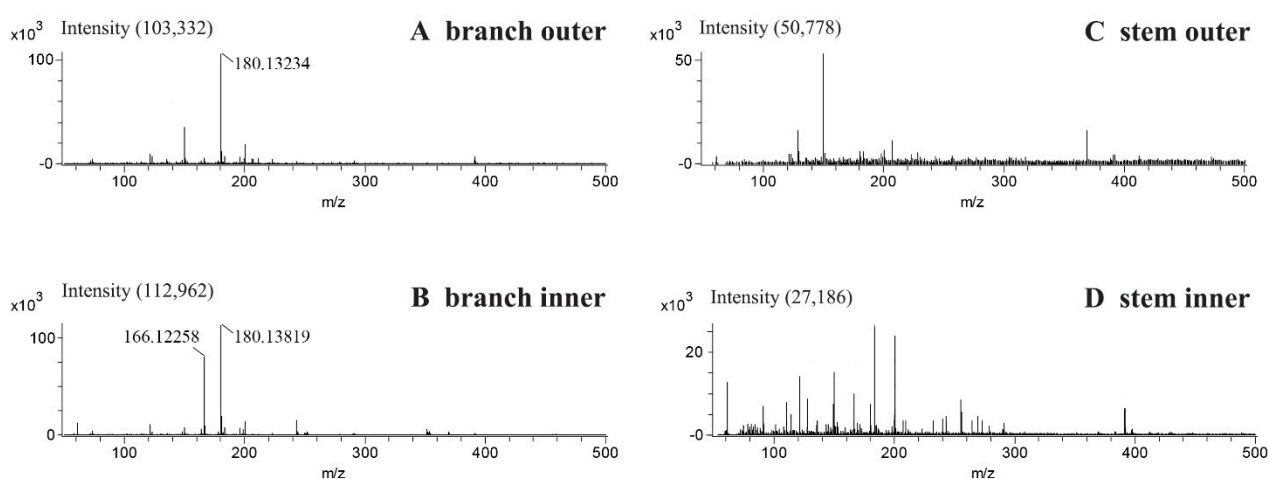 Intensity (103,332)
A branch outer
x10³
100
180.13234
-0
100 200 300 400 500
m/z
Intensity (50,778)
C stem outer
x10³
50
-0
100 200 300 400 500
m/z
Intensity (112,962)
B branch inner
x10³
100
166.12258
180.13819
0
100 200 300 400 500
m/z
Intensity (27,186)
D stem inner
x10³
20
-0
100 200 300 400 500
m/z